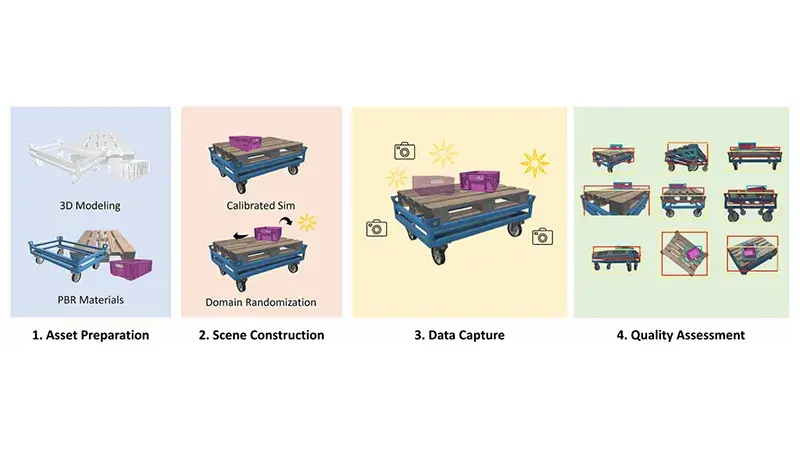 3D Modeling
PBR Materials
1. Asset Preparation
Calibrated Sim
Domain Randomization
2. Scene Construction
3. Data Capture
4. Quality Assessment